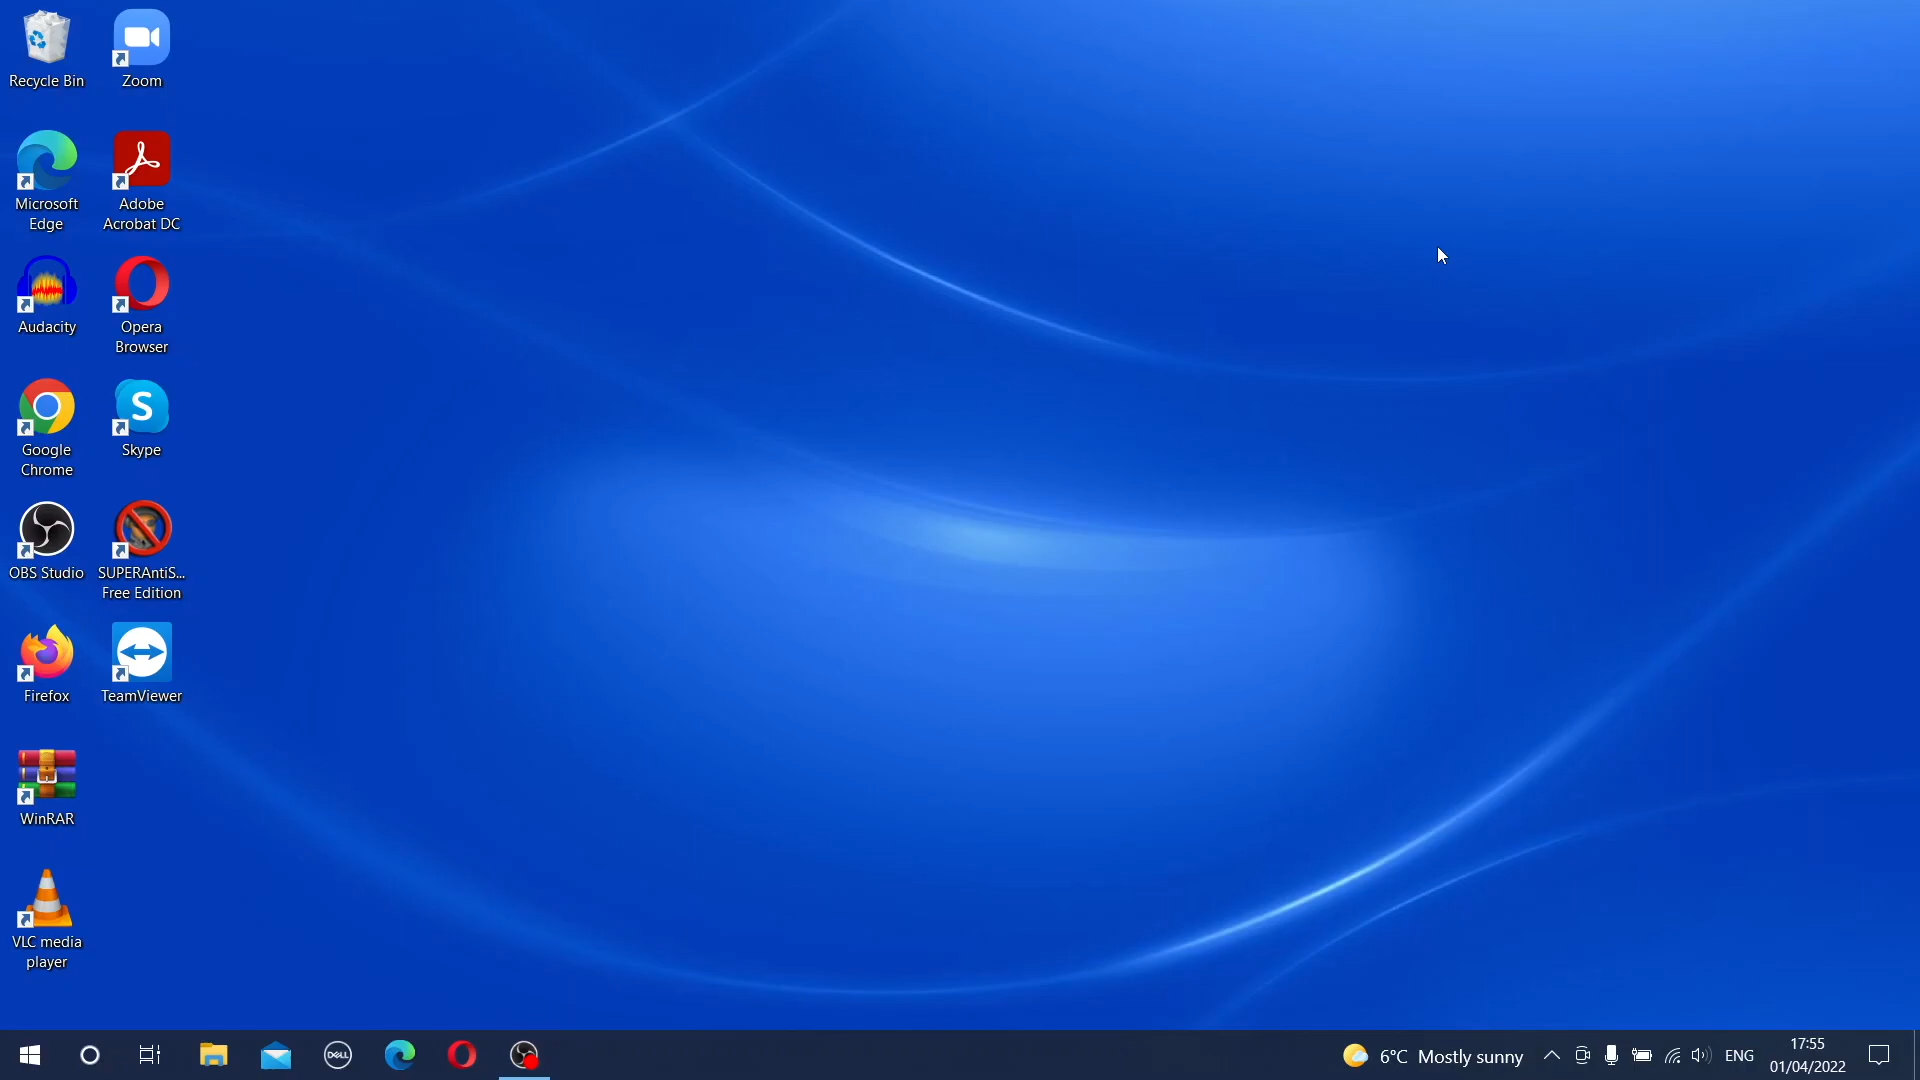 Recycle Bin
Zoom
Microsoft
Edge
Adobe
Acrobat DC
Audacity
Opera
Browser
Google
Chrome
S
Skype
OBS Studio
SUPERAntiS...
Free Edition
Firefox
TeamViewer
WinRAR
VLC media
player
DELL
6°C Mostly sunny
ENG
17:55
01/04/2022